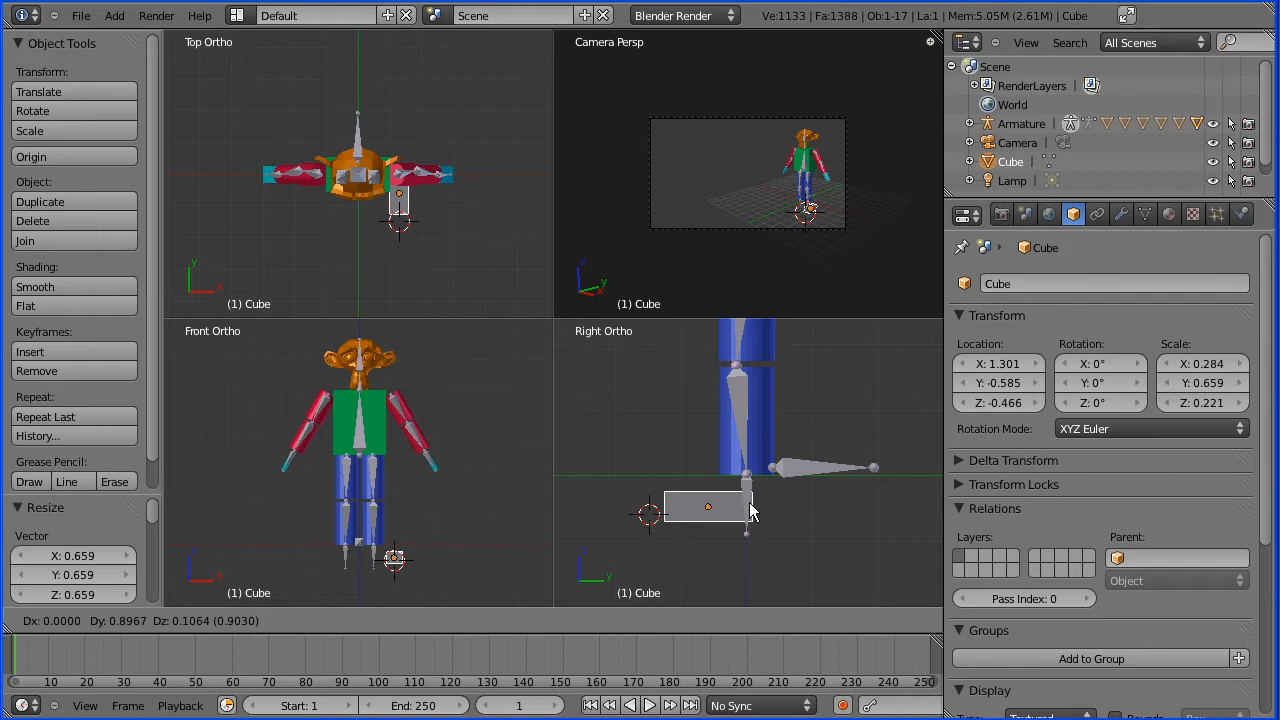 File Add Render Help Default Scene Blender Render Ve:1133 | Fa:1388 | Ob:1-17 | La:1 | Mem:5.05M (2.61M) | Cube
Object Tools
Transform:
Translate
Rotate
Scale
Origin
Object:
Duplicate
Delete
Join
Shading:
Smooth
Flat
Keyframes:
Insert
Remove
Repeat:
Repeat Last
History...
Grease Pencil:
Draw Line Erase
Resize
Vector
X: 0.659
Y: 0.659
Z: 0.659
Top Ortho
y
x
(1) Cube
Camera Persp
z
y
x
(1) Cube
Front Ortho
z
x
(1) Cube
Right Ortho
z
y
(1) Cube
Dx: 0.0000 Dy: 0.8967 Dz: 0.1064 (0.9030)
10 20 30 40 50 60 70 80 90 100 110 120 130 140 150 160 170 180 190 200 210 220 230 240 250
View Frame Playback Start: 1 End: 250 1 No Sync
View Search All Scenes
Scene
RenderLayers
World
Armature
Camera
Cube
Lamp
Cube
Cube
Transform
Location: Rotation: Scale:
X: 1.301 X: 0° X: 0.284
Y: -0.585 Y: 0° Y: 0.659
Z: -0.466 Z: 0° Z: 0.221
Rotation Mode: XYZ Euler
Delta Transform
Transform Locks
Relations
Layers: Parent:
Object
Pass Index: 0
Groups
Add to Group
Display